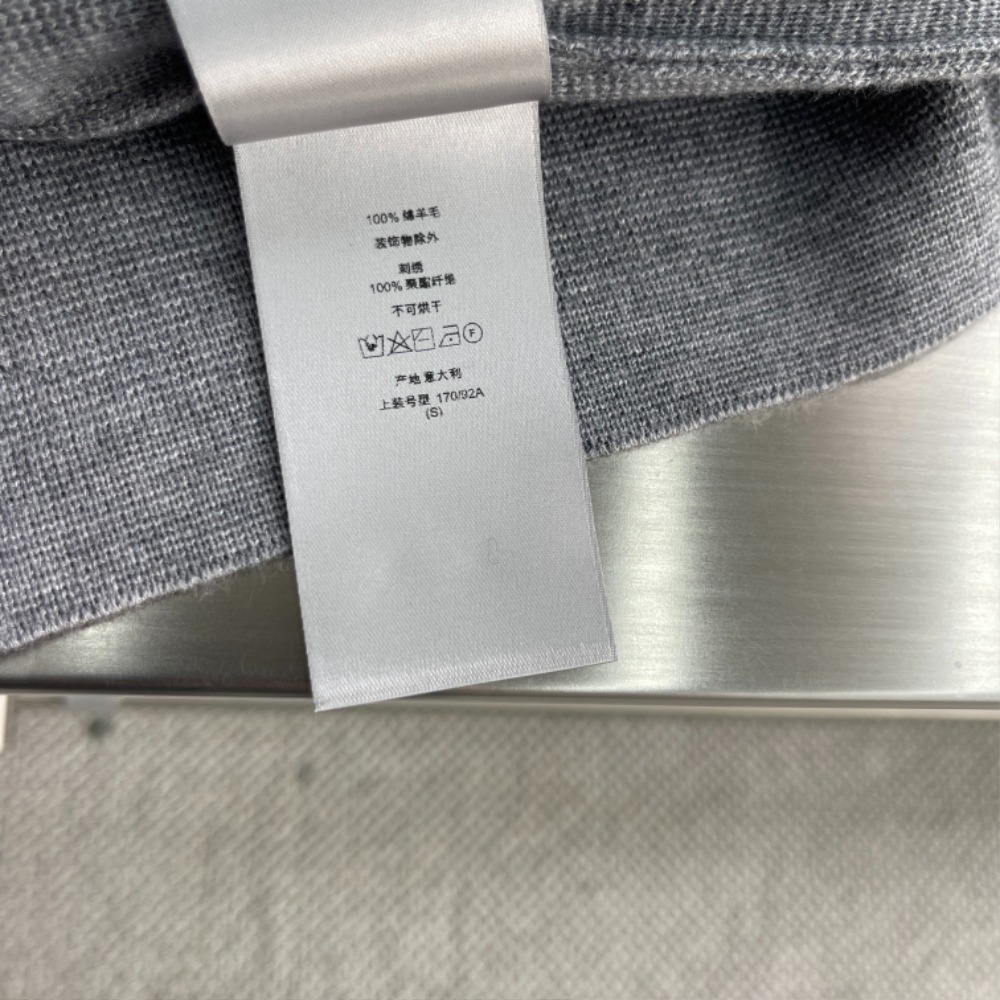 100% 绵羊毛
装饰物除外
刺绣
100% 聚酯纤维
不可烘干
F
产地 意大利
上装号型 170/92A
(S)